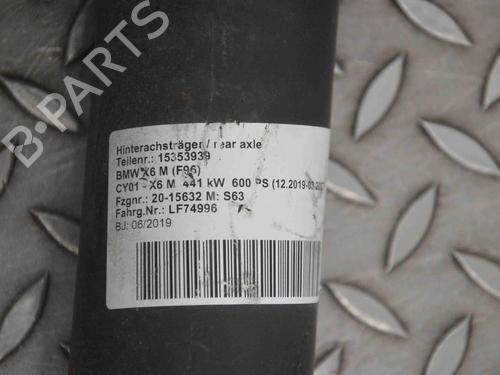 B-PARTS
Hinterachsträger / rear axle
Teilenr.: 15353939
BMW X6 M (F96)
CY01 - X6 M 441 kW 600 PS (12.2019-03
Fzgnr.: 20-15632 M: S63
Fahrg.Nr.: LF74996
BJ: 06/2019